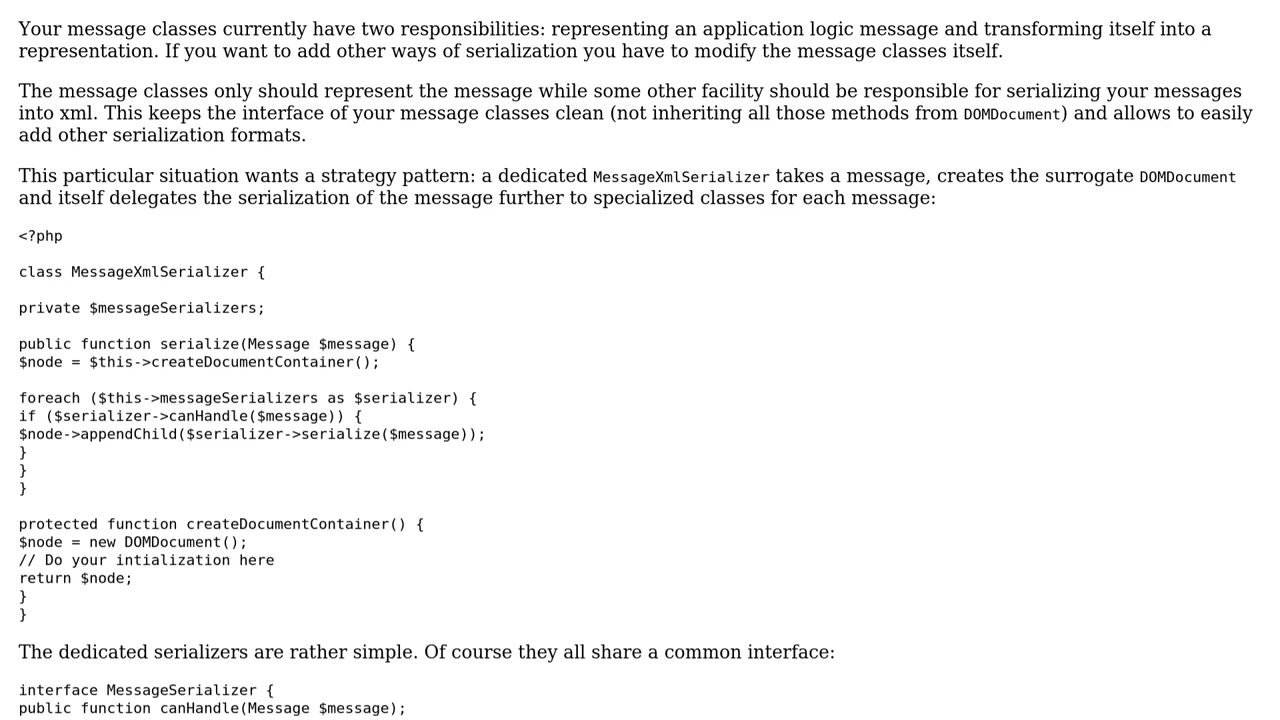 Your message classes currently have two responsibilities: representing an application logic message and transforming itself into a
representation. If you want to add other ways of serialization you have to modify the message classes itself.
The message classes only should represent the message while some other facility should be responsible for serializing your messages
into xml. This keeps the interface of your message classes clean (not inheriting all those methods from DOMDocument) and allows to easily
add other serialization formats.
This particular situation wants a strategy pattern: a dedicated MessageXmlSerializer takes a message, creates the surrogate DOMDocument
and itself delegates the serialization of the message further to specialized classes for each message:
<?php
class MessageXmlSerializer {
private $messageSerializers;
public function serialize(Message $message) {
$node = $this->createDocumentContainer();
foreach ($this->messageSerializers as $serializer) {
if ($serializer->canHandle($message)) {
$node->appendChild($serializer->serialize($message));
}
}
}
protected function createDocumentContainer() {
$node = new DOMDocument();
// Do your intialization here
return $node;
}
}
The dedicated serializers are rather simple. Of course they all share a common interface:
interface MessageSerializer {
public function canHandle(Message $message);